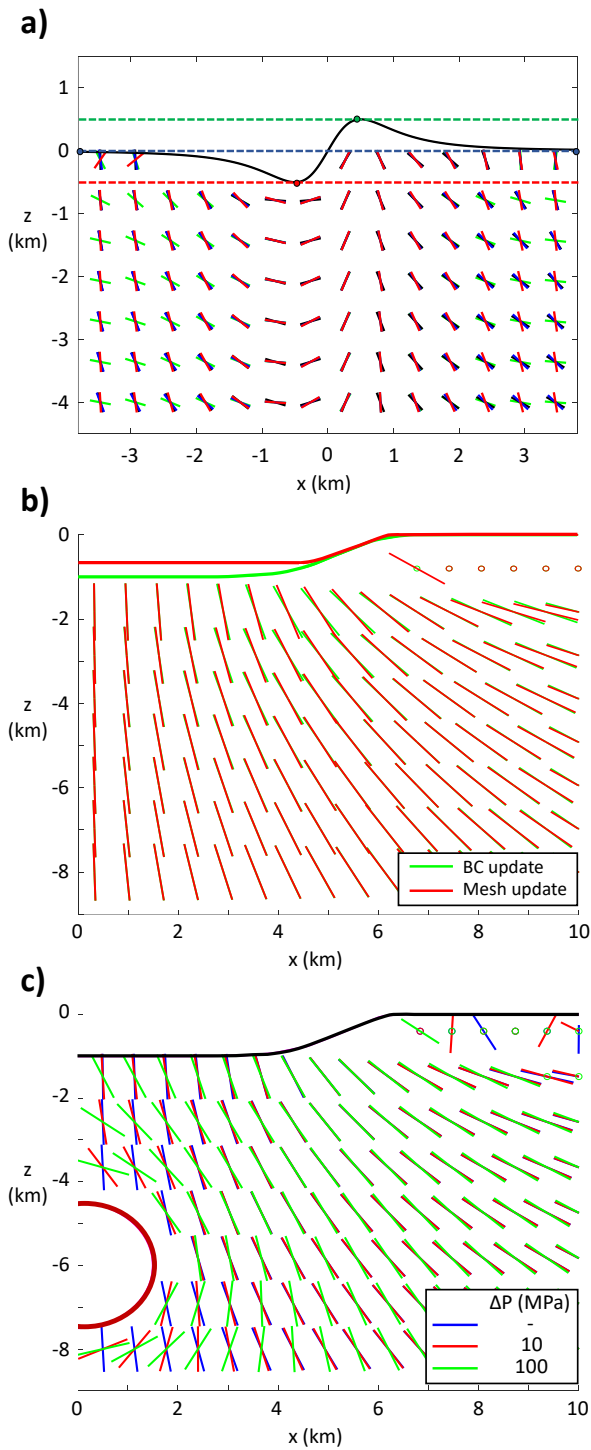 a)
1
0
-1
-2
-3
-4
z
(km)
-3 -2 -1 0 1 2 3
x (km)
b)
0
-2
-4
-6
-8
z
(km)
BC update
Mesh update
0 2 4 6 8 10
x (km)
c)
0
-2
-4
-6
-8
z
(km)
ΔP (MPa)
-
10
100
0 2 4 6 8 10
x (km)